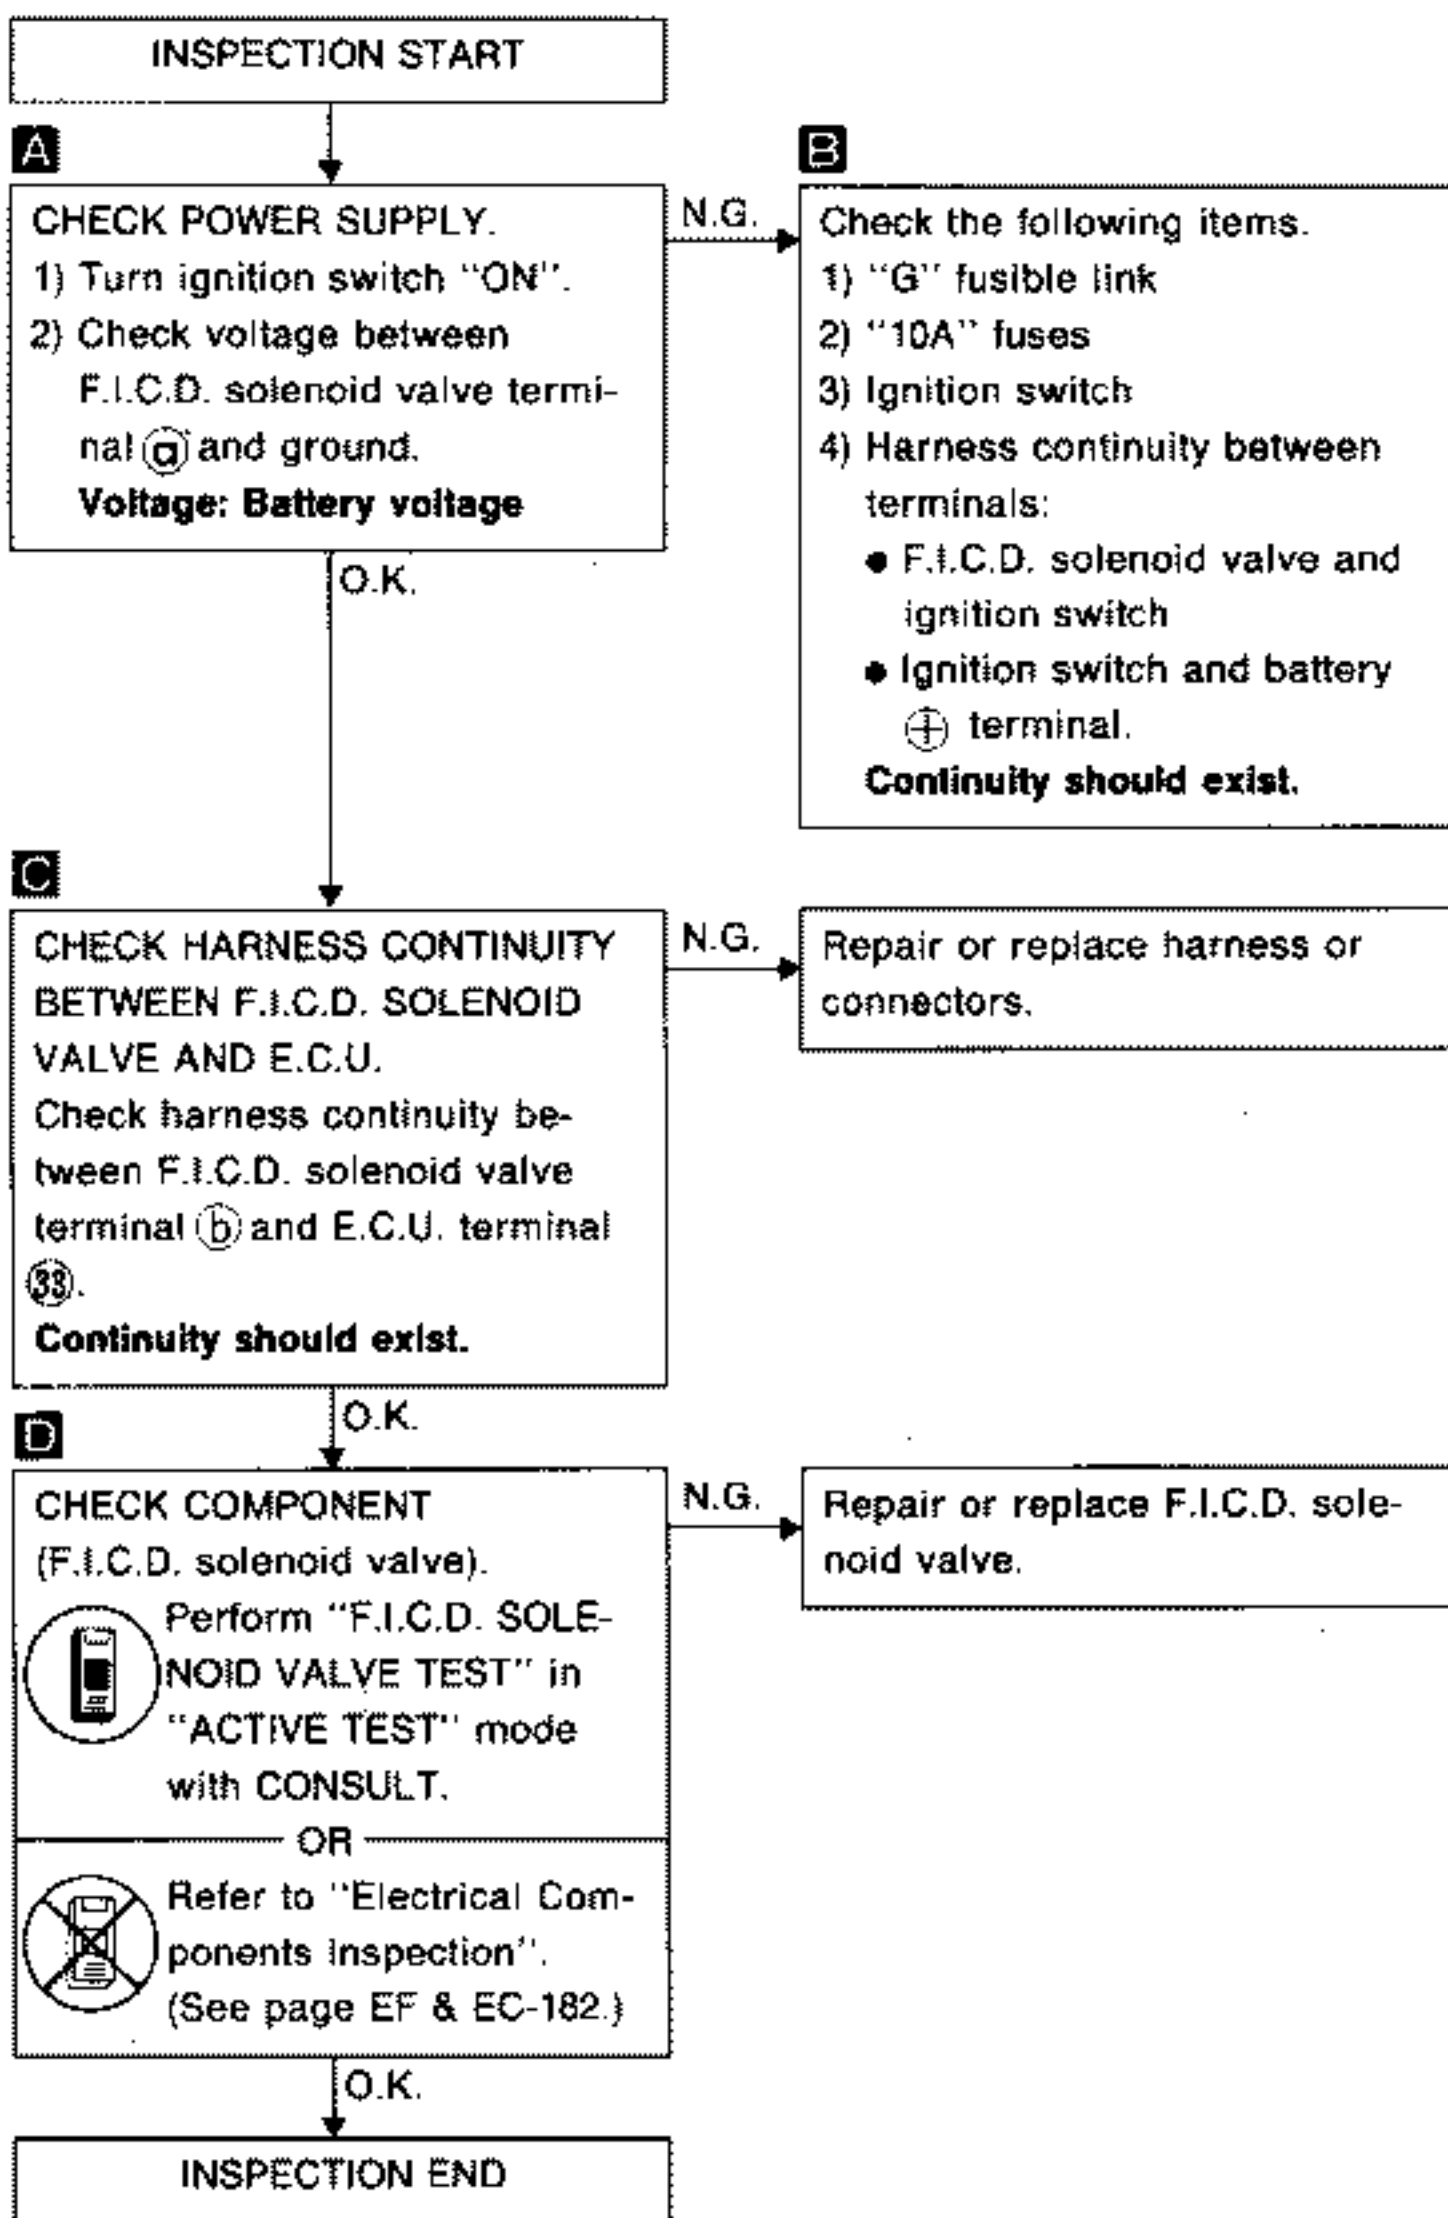 INSPECTION START
A
CHECK POWER SUPPLY.
1) Turn ignition switch "ON".
2) Check voltage between
F.I.C.D. solenoid valve termi-
nal ⓐ and ground.
Voltage: Battery voltage
N.G.
B
Check the following items.
1) "G" fusible link
2) "10A" fuses
3) Ignition switch
4) Harness continuity between
terminals:
● F.I.C.D. solenoid valve and
ignition switch
● Ignition switch and battery
⊕ terminal.
Continuity should exist.
O.K.
C
CHECK HARNESS CONTINUITY
BETWEEN F.I.C.D. SOLENOID
VALVE AND E.C.U.
Check harness continuity be-
tween F.I.C.D. solenoid valve
terminal ⓑ and E.C.U. terminal
㉝.
Continuity should exist.
N.G.
Repair or replace harness or
connectors.
O.K.
D
CHECK COMPONENT
(F.I.C.D. solenoid valve).
Perform "F.I.C.D. SOLE-
NOID VALVE TEST" in
"ACTIVE TEST" mode
with CONSULT.
OR
Refer to "Electrical Com-
ponents Inspection".
(See page EF & EC-182.)
N.G.
Repair or replace F.I.C.D. sole-
noid valve.
O.K.
INSPECTION END